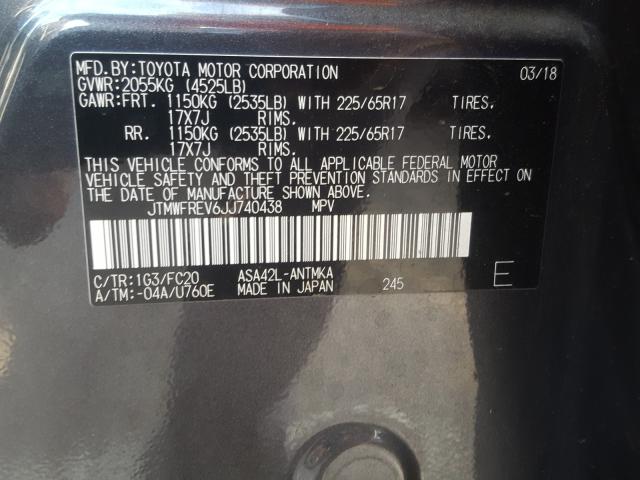 MFD.BY:TOYOTA MOTOR CORPORATION 03/18
GVWR:2055KG (4525LB)
GAWR:FRT. 1150KG (2535LB) WITH 225/65R17 TIRES.
17X7J RIMS.
RR. 1150KG (2535LB) WITH 225/65R17 TIRES.
17X7J RIMS.
THIS VEHICLE CONFORMS TO ALL APPLICABLE FEDERAL MOTOR
VEHICLE SAFETY AND THEFT PREVENTION STANDARDS IN EFFECT ON
THE DATE OF MANUFACTURE SHOWN ABOVE.
JTMWFREV6JJ740438 MPV
C/TR:1G3/FC20 ASA42L-ANTMKA
A/TM:-04A/U760E MADE IN JAPAN 245 E